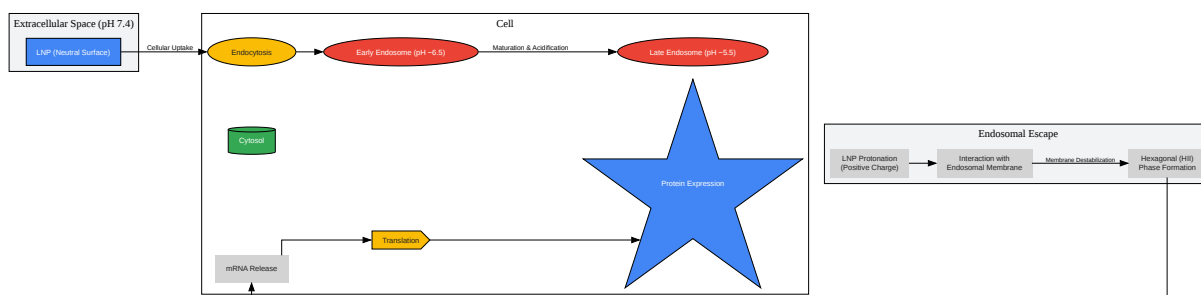 Extracellular Space (pH 7.4)
LNP (Neutral Surface)
Cellular Uptake
Cell
Endocytosis
Early Endosome (pH ~6.5)
Maturation & Acidification
Late Endosome (pH ~5.5)
Cytosol
Protein Expression
Translation
mRNA Release
Endosomal Escape
LNP Protonation
(Positive Charge)
Interaction with
Endosomal Membrane
Membrane Destabilization
Hexagonal (HII)
Phase Formation